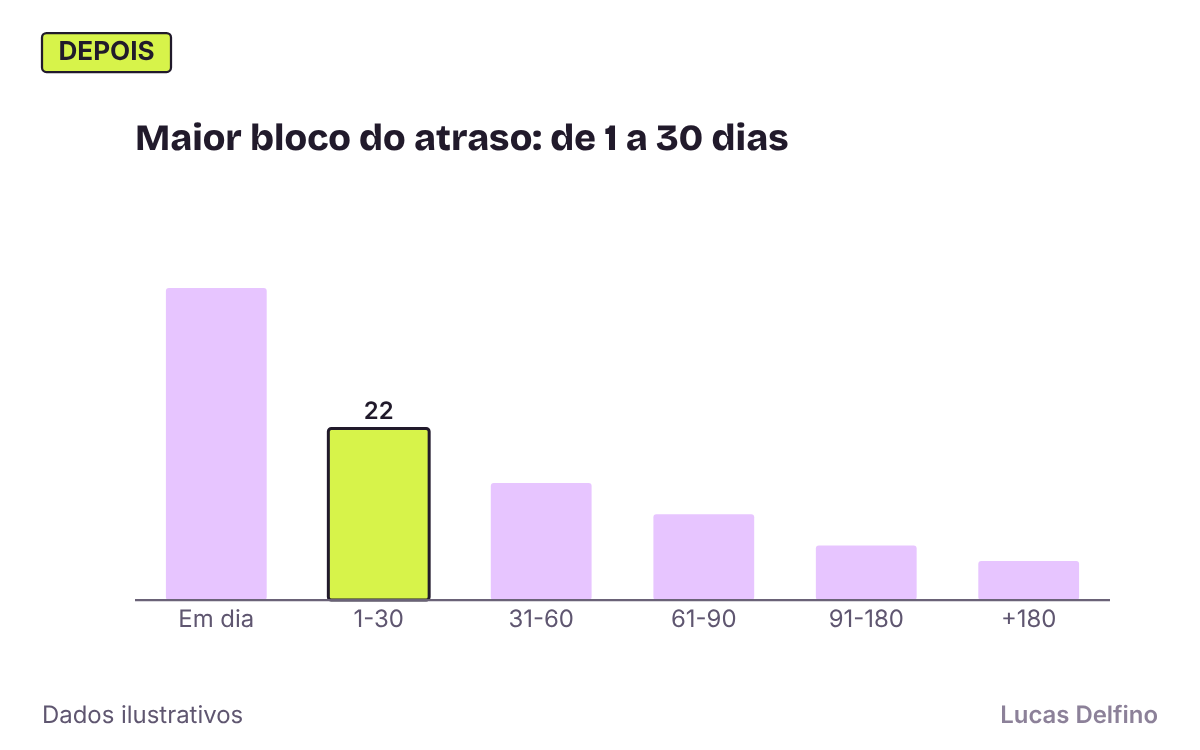 DEPOIS
Maior bloco do atraso: de 1 a 30 dias
22
Em dia 1-30 31-60 61-90 91-180 +180
Dados ilustrativos Lucas Delfino